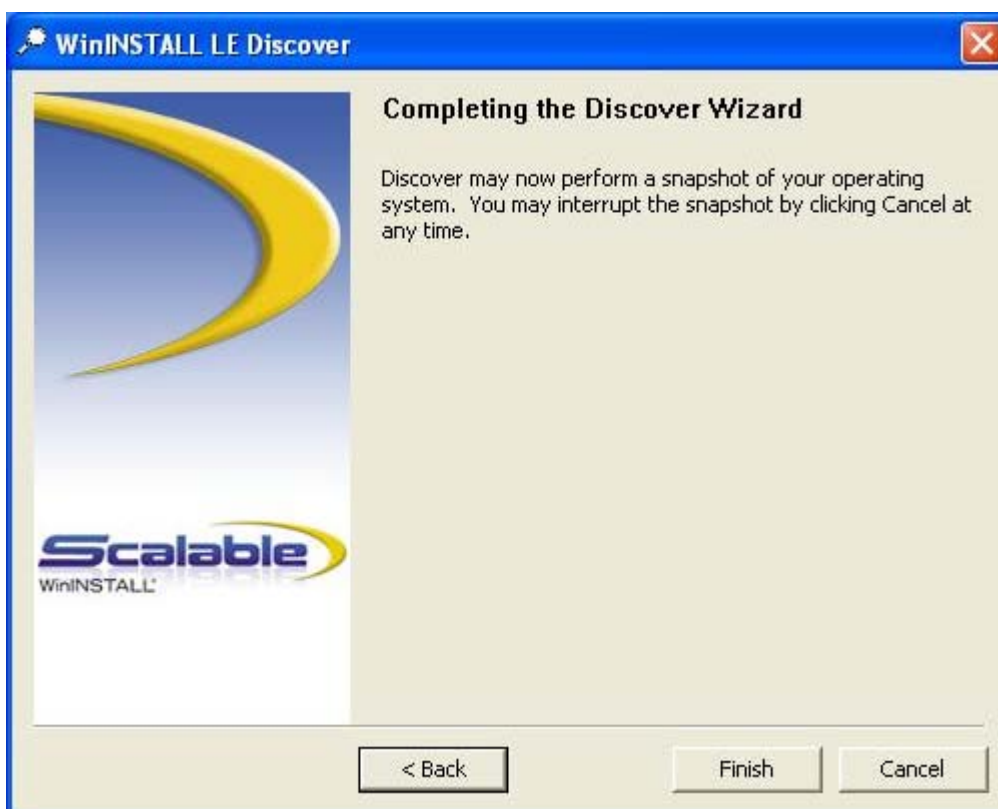 WinINSTALL LE Discover
Completing the Discover Wizard
Discover may now perform a snapshot of your operating
system. You may interrupt the snapshot by clicking Cancel at
any time.
Scalable
WinINSTALL
< Back
Finish
Cancel